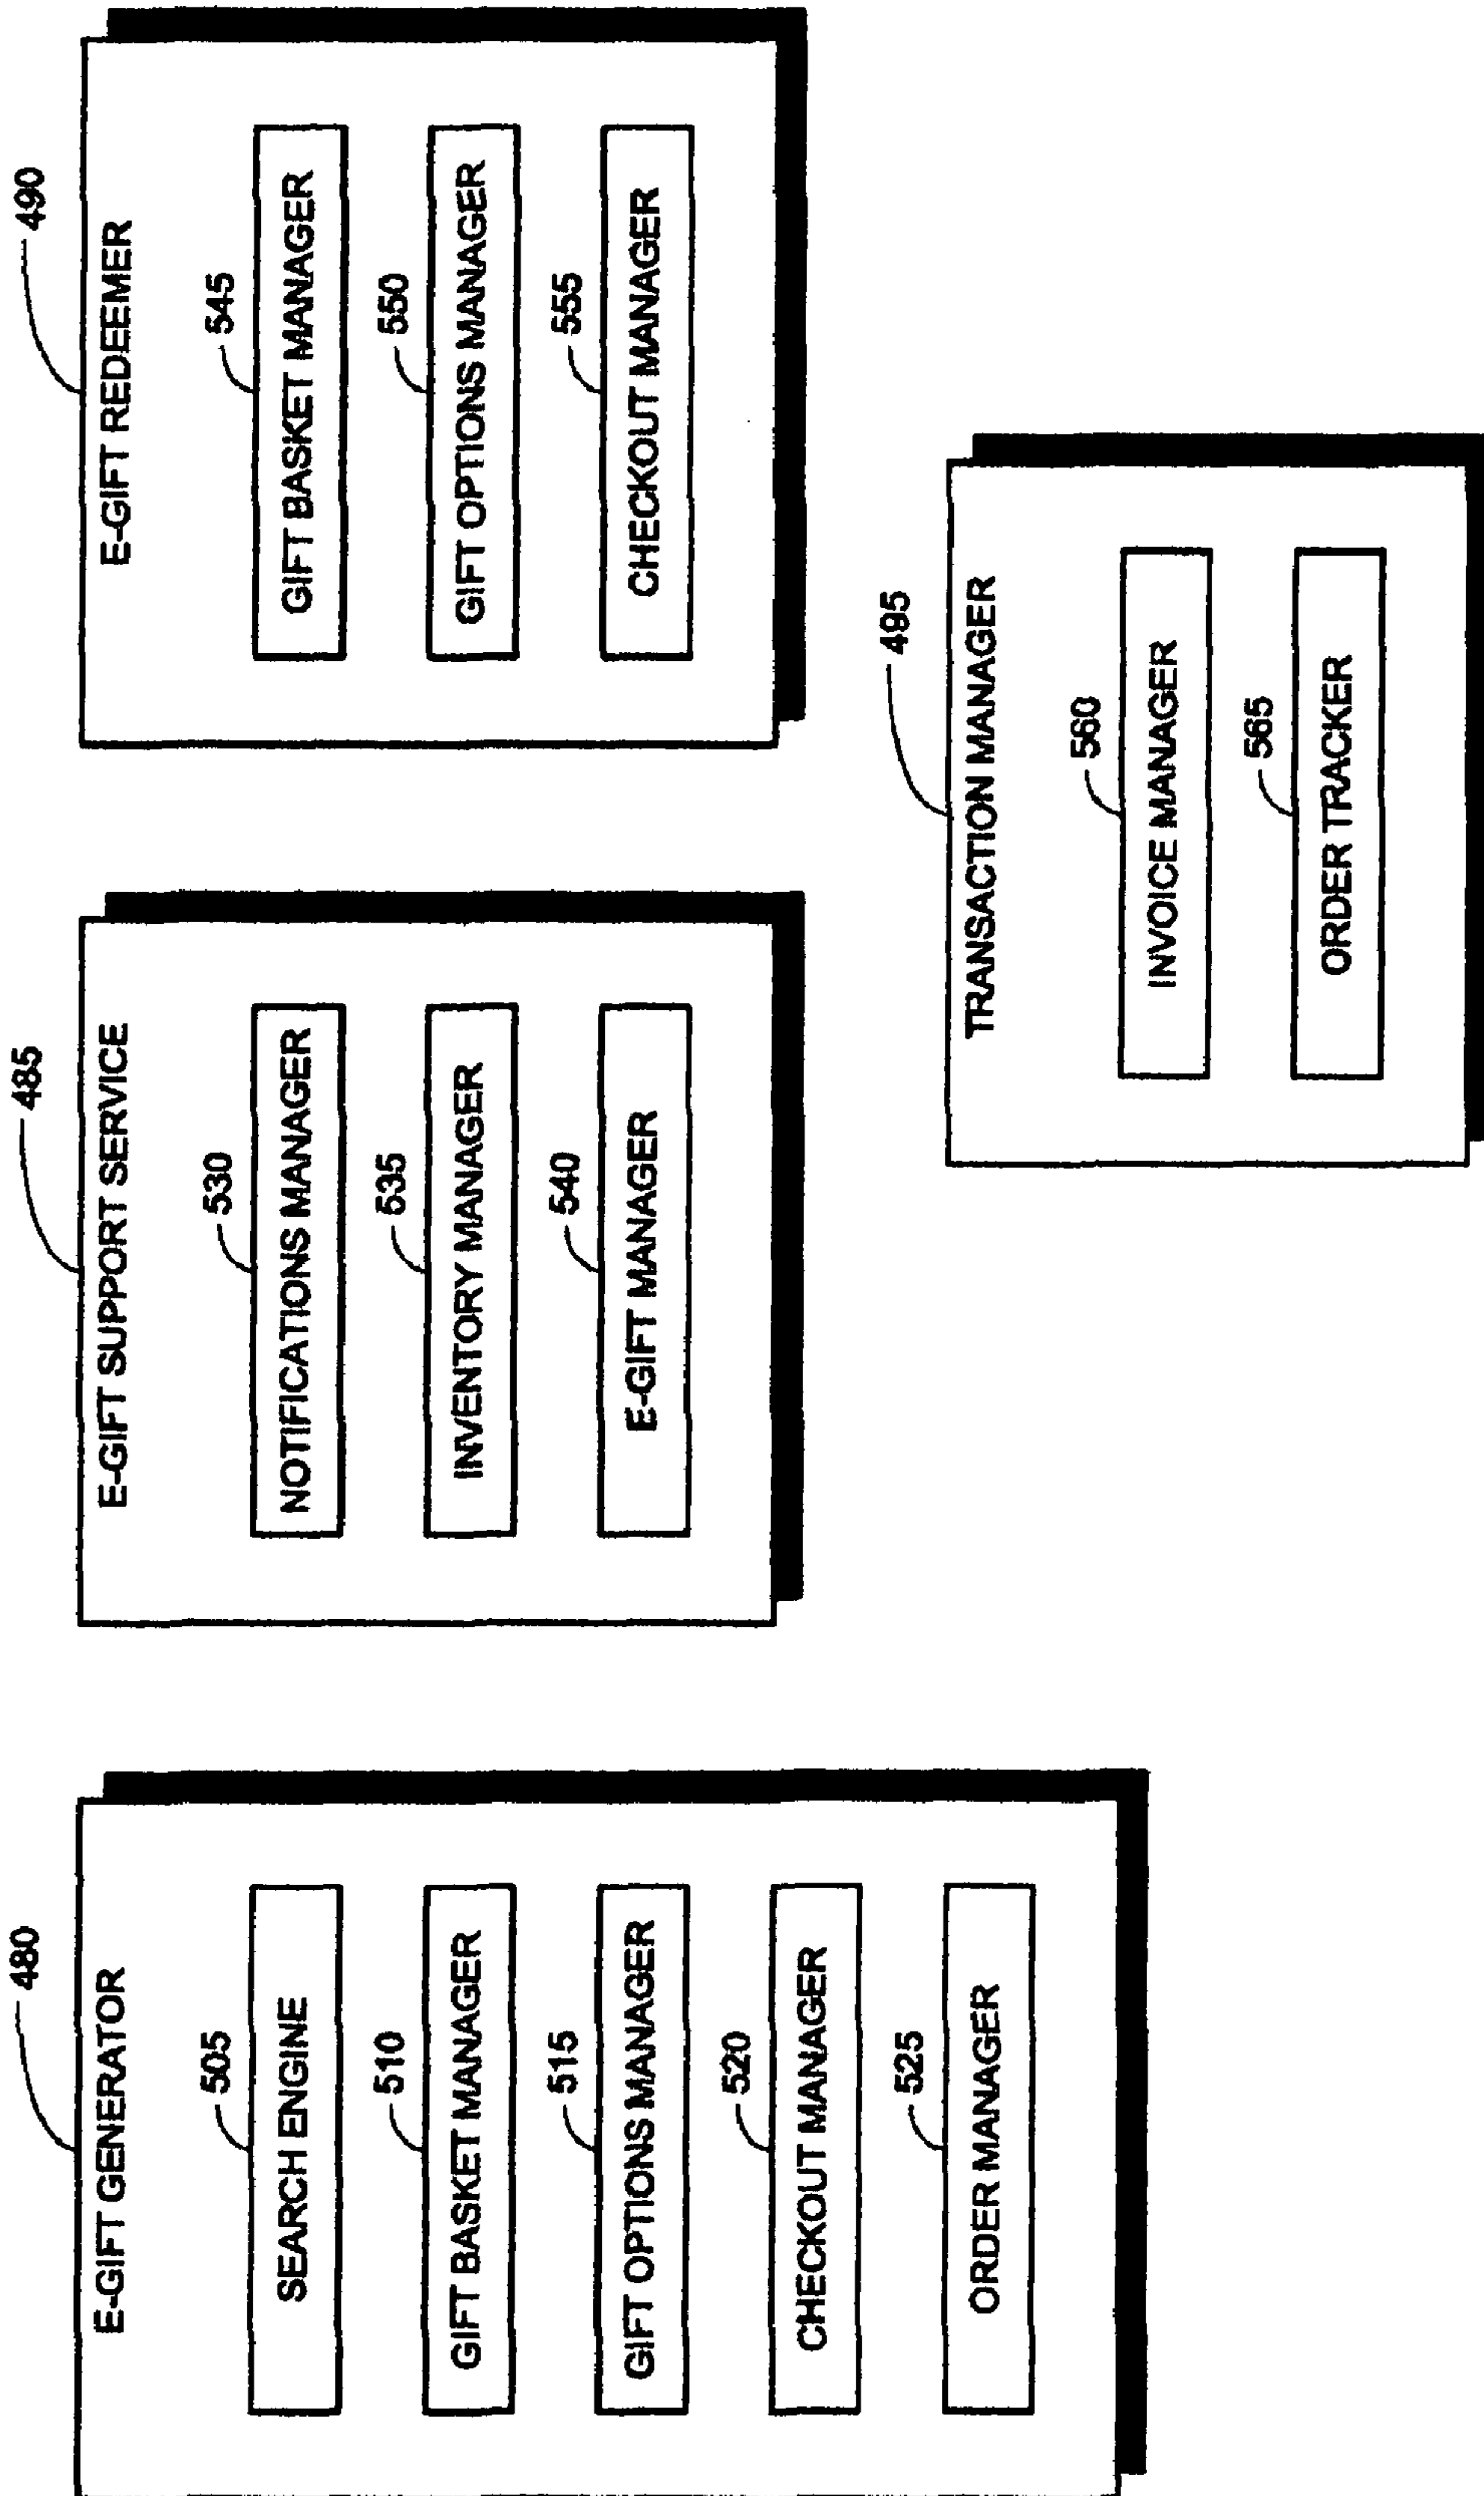 480
E-GIFT GENERATOR
505
SEARCH ENGINE
510
GIFT BASKET MANAGER
515
GIFT OPTIONS MANAGER
520
CHECKOUT MANAGER
525
ORDER MANAGER
485
E-GIFT SUPPORT SERVICE
530
NOTIFICATIONS MANAGER
535
INVENTORY MANAGER
540
E-GIFT MANAGER
490
E-GIFT REDEEMER
545
GIFT BASKET MANAGER
550
GIFT OPTIONS MANAGER
555
CHECKOUT MANAGER
495
TRANSACTION MANAGER
560
INVOICE MANAGER
565
ORDER TRACKER